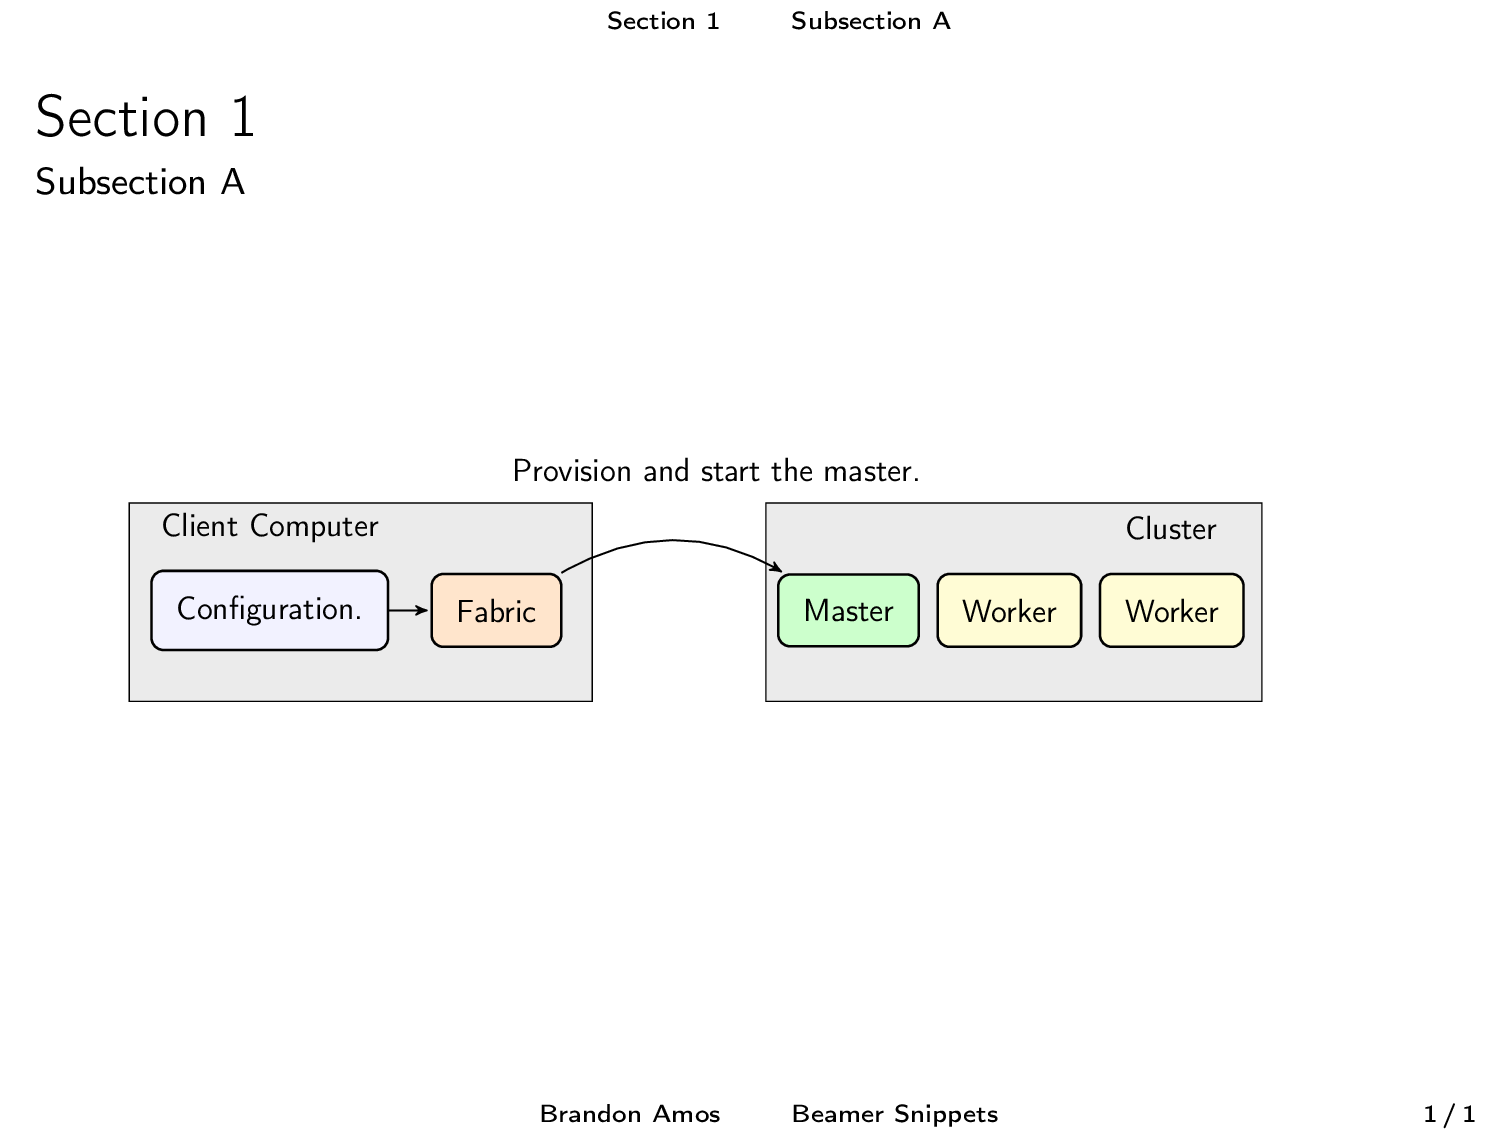 Section 1 Subsection A
Section 1
Subsection A
Provision and start the master.
Client Computer
Cluster
Configuration.
Fabric
Master
Worker
Worker
Brandon Amos Beamer Snippets 1 / 1